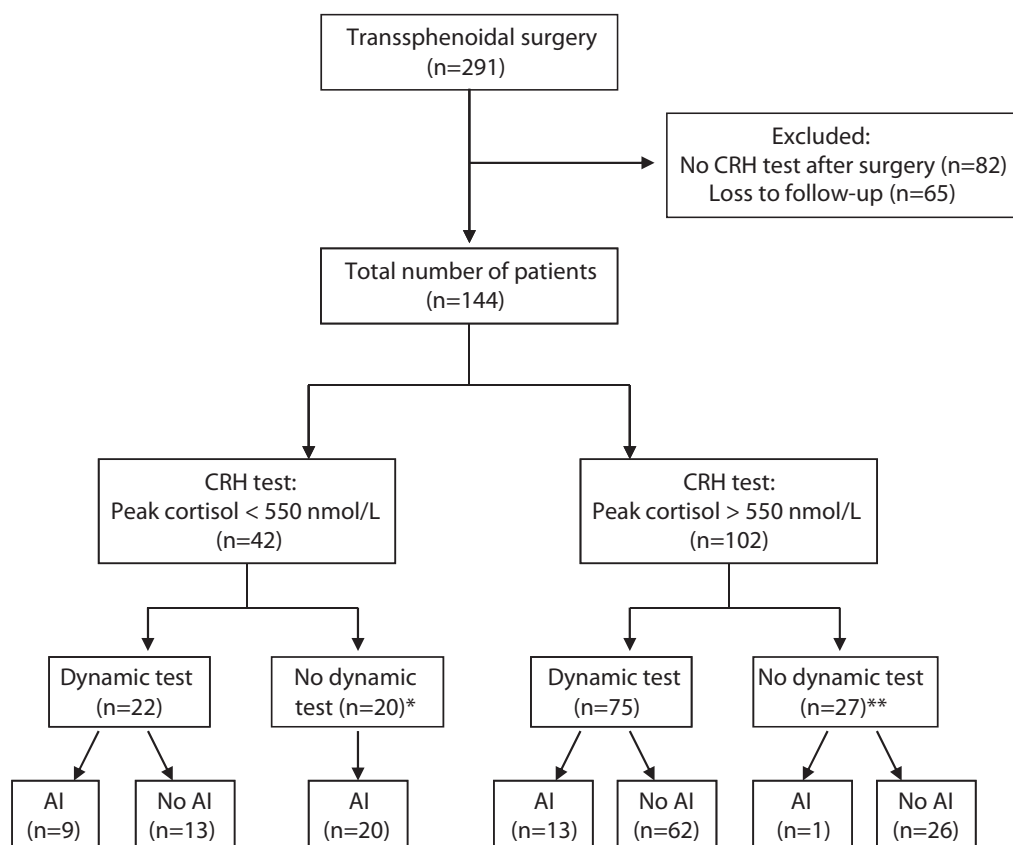 Transsphenoidal surgery
(n=291)
Excluded:
No CRH test after surgery (n=82)
Loss to follow-up (n=65)
Total number of patients
(n=144)
CRH test:
Peak cortisol < 550 nmol/L
(n=42)
CRH test:
Peak cortisol > 550 nmol/L
(n=102)
Dynamic test
(n=22)
No dynamic
test (n=20)*
Dynamic test
(n=75)
No dynamic test
(n=27)**
AI
(n=9)
No AI
(n=13)
AI
(n=20)
AI
(n=13)
No AI
(n=62)
AI
(n=1)
No AI
(n=26)